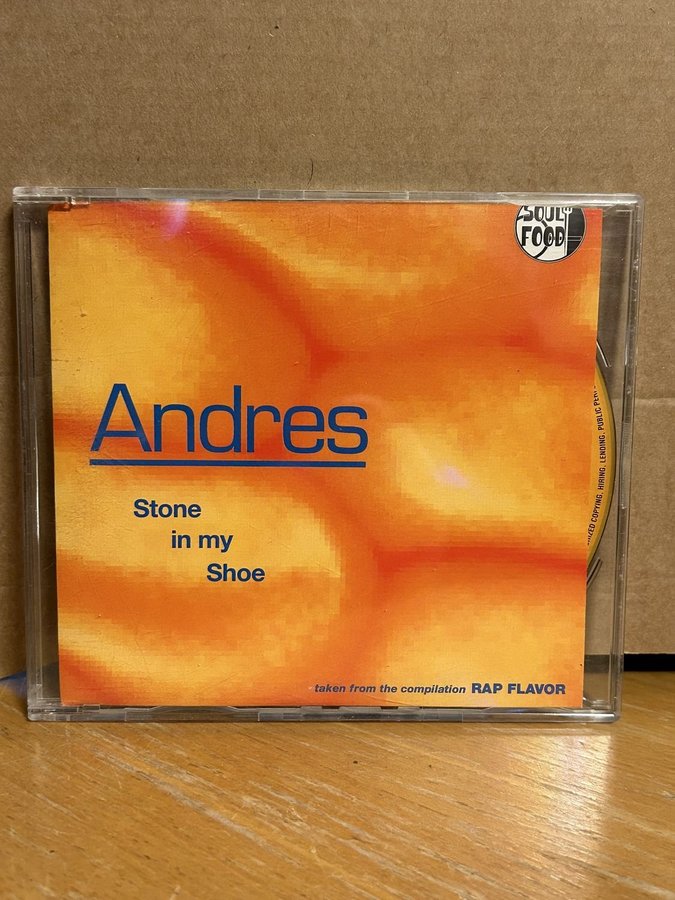 SOUL
FOOD
Andres
Stone
in my
Shoe
taken from the compilation RAP FLAVOR
COPYING. HIRING. LENDING. PUBLIC